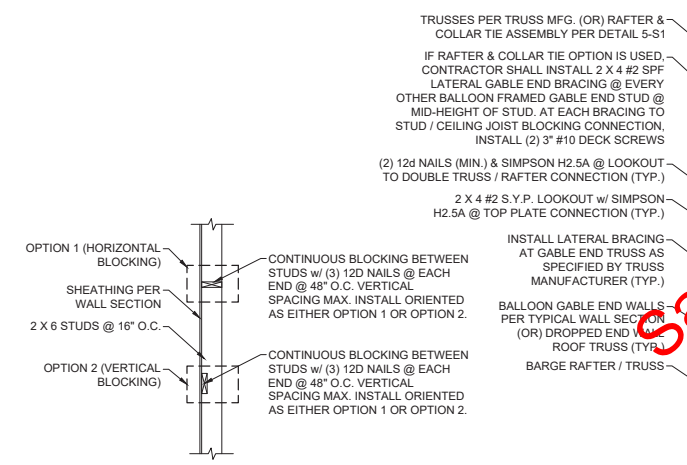 TRUSSES PER TRUSS MFG. (OR) RAFTER &
COLLAR TIE ASSEMBLY PER DETAIL 5-S1
IF RAFTER & COLLAR TIE OPTION IS USED,
CONTRACTOR SHALL INSTALL 2 X 4 #2 SPF
LATERAL GABLE END BRACING @ EVERY
OTHER BALLOON FRAMED GABLE END STUD @
MID-HEIGHT OF STUD. AT EACH BRACING TO
STUD / CEILING JOIST BLOCKING CONNECTION,
INSTALL (2) 3" #10 DECK SCREWS
(2) 12d NAILS (MIN.) & SIMPSON H2.5A @ LOOKOUT
TO DOUBLE TRUSS / RAFTER CONNECTION (TYP.)
2 X 4 #2 S.Y.P. LOOKOUT w/ SIMPSON
H2.5A @ TOP PLATE CONNECTION (TYP.)
INSTALL LATERAL BRACING
AT GABLE END TRUSS AS
SPECIFIED BY TRUSS
MANUFACTURER (TYP.)
BALLOON GABLE END WALLS
PER TYPICAL WALL SECTION
(OR) DROPPED END WALL
ROOF TRUSS (TYP.)
BARGE RAFTER / TRUSS
OPTION 1 (HORIZONTAL
BLOCKING)
SHEATHING PER
WALL SECTION
2 X 6 STUDS @ 16" O.C.
OPTION 2 (VERTICAL
BLOCKING)
CONTINUOUS BLOCKING BETWEEN
STUDS w/ (3) 12D NAILS @ EACH
END @ 48" O.C. VERTICAL
SPACING MAX. INSTALL ORIENTED
AS EITHER OPTION 1 OR OPTION 2.
CONTINUOUS BLOCKING BETWEEN
STUDS w/ (3) 12D NAILS @ EACH
END @ 48" O.C. VERTICAL
SPACING MAX. INSTALL ORIENTED
AS EITHER OPTION 1 OR OPTION 2.